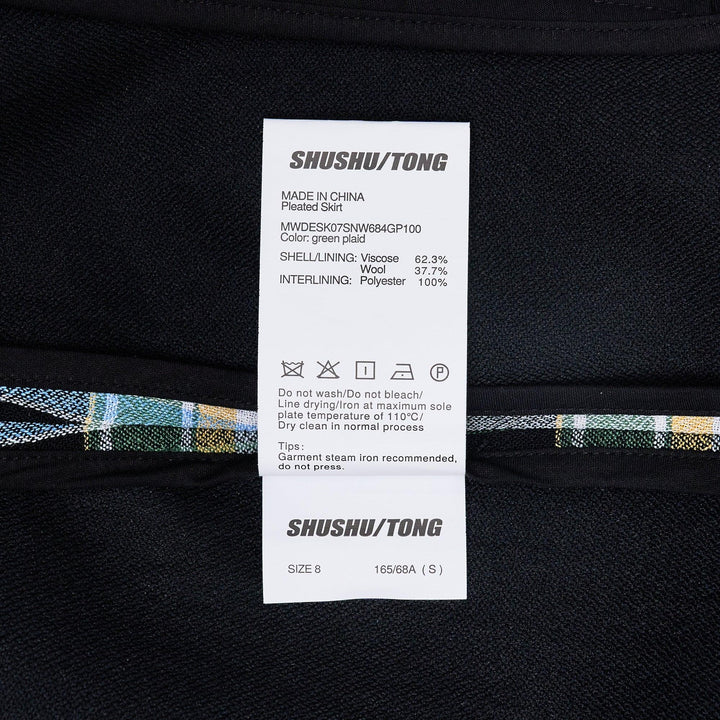 SHUSHU/TONG
MADE IN CHINA
Pleated Skirt
MWDESK07SNW684GP100
Color: green plaid
SHELL/LINING: Viscose 62.3%
Wool 37.7%
INTERLINING: Polyester 100%
Do not wash/Do not bleach/
Line drying/Iron at maximum sole
plate temperature of 110°C/
Dry clean in normal process
Tips:
Garment steam iron recommended,
do not press.
SHUSHU/TONG
SIZE 8 165/68A (S)